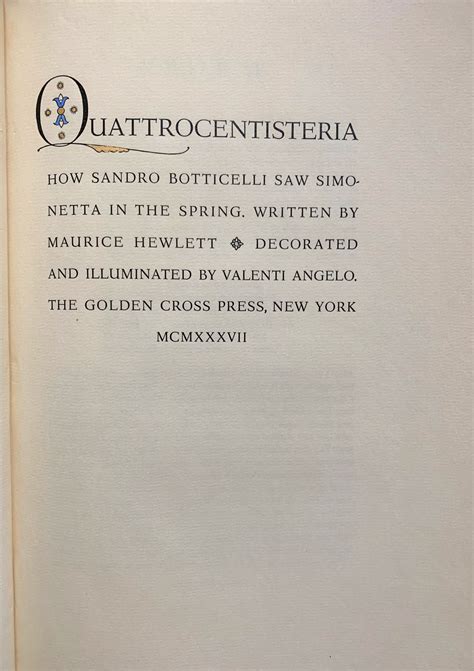 QUATTROCENTISTERIA
HOW SANDRO BOTTICELLI SAW SIMO-
NETTA IN THE SPRING. WRITTEN BY
MAURICE HEWLETT ❖ DECORATED
AND ILLUMINATED BY VALENTI ANGELO.
THE GOLDEN CROSS PRESS, NEW YORK
MCMXXXVII